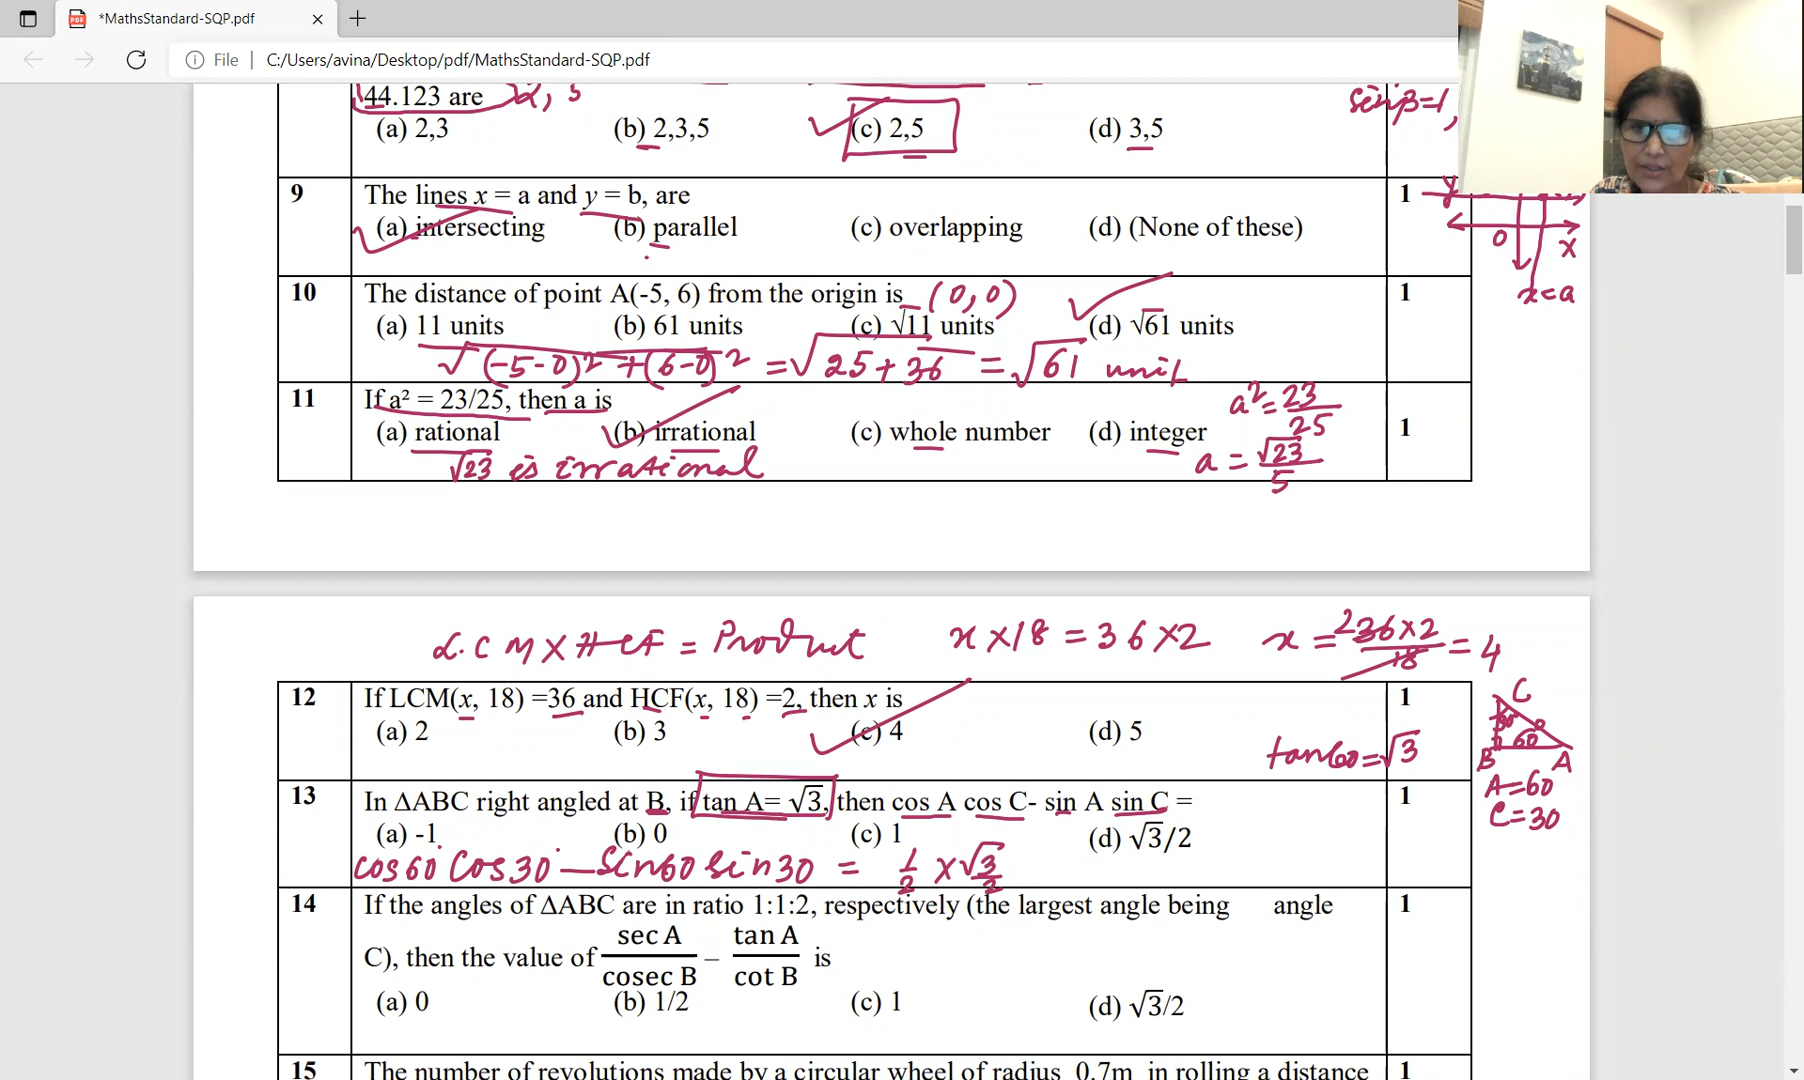 *MathsStandard-SQP.pdf
File C:/Users/avina/Desktop/pdf/MathsStandard-SQP.pdf
44.123 are 2, 5
sinβ=1,
(a) 2,3 (b) 2,3,5 (c) 2,5 (d) 3,5
9 The lines x = a and y = b, are 1
(a) intersecting (b) parallel (c) overlapping (d) (None of these)
y
0 x
x=a
10 The distance of point A(-5, 6) from the origin is (0, 0) 1
(a) 11 units (b) 61 units (c) √11 units (d) √61 units
√(-5-0)² + (6-0)² = √25+36 = √61 unit
11 If a² = 23/25, then a is 1
a² = 23/25
(a) rational (b) irrational (c) whole number (d) integer
a = √23/5
√23 is irrational
L.C M X HCF = Product x X18 = 36 X2 x = 236X2/18 = 4
12 If LCM(x, 18) =36 and HCF(x, 18) =2, then x is 1
(a) 2 (b) 3 (c) 4 (d) 5
tan60=√3
C
60
B A
A=60
C=30
13 In ΔABC right angled at B, if tan A= √3, then cos A cos C- sin A sin C = 1
(a) -1 (b) 0 (c) 1 (d) √3/2
cos60 Cos30 - Sin60 sin30 = 1/2 X √3/2
14 If the angles of ΔABC are in ratio 1:1:2, respectively (the largest angle being angle 1
C), then the value of sec A/cosec B – tan A/cot B is
(a) 0 (b) 1/2 (c) 1 (d) √3/2
15 The number of revolutions made by a circular wheel of radius 0.7m in rolling a distance 1